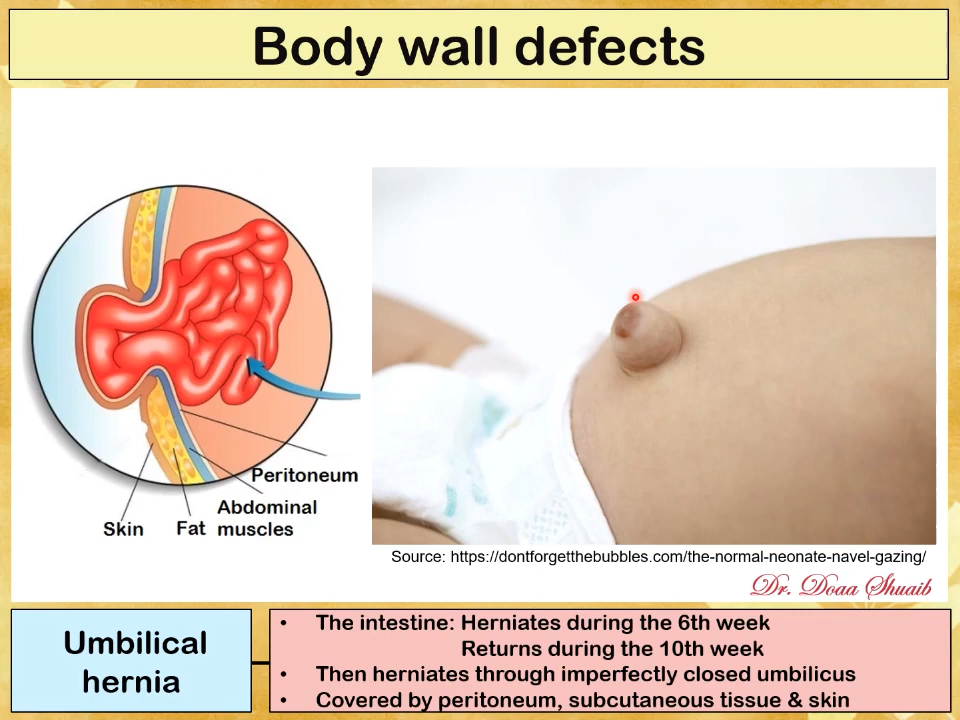 Body wall defects
Peritoneum
Abdominal
muscles
Skin
Fat
Source: https://dontforgetthebubbles.com/the-normal-neonate-navel-gazing/
Dr. Doaa Shuaib
Umbilical
hernia
• The intestine: Herniates during the 6th week
Returns during the 10th week
• Then herniates through imperfectly closed umbilicus
• Covered by peritoneum, subcutaneous tissue & skin